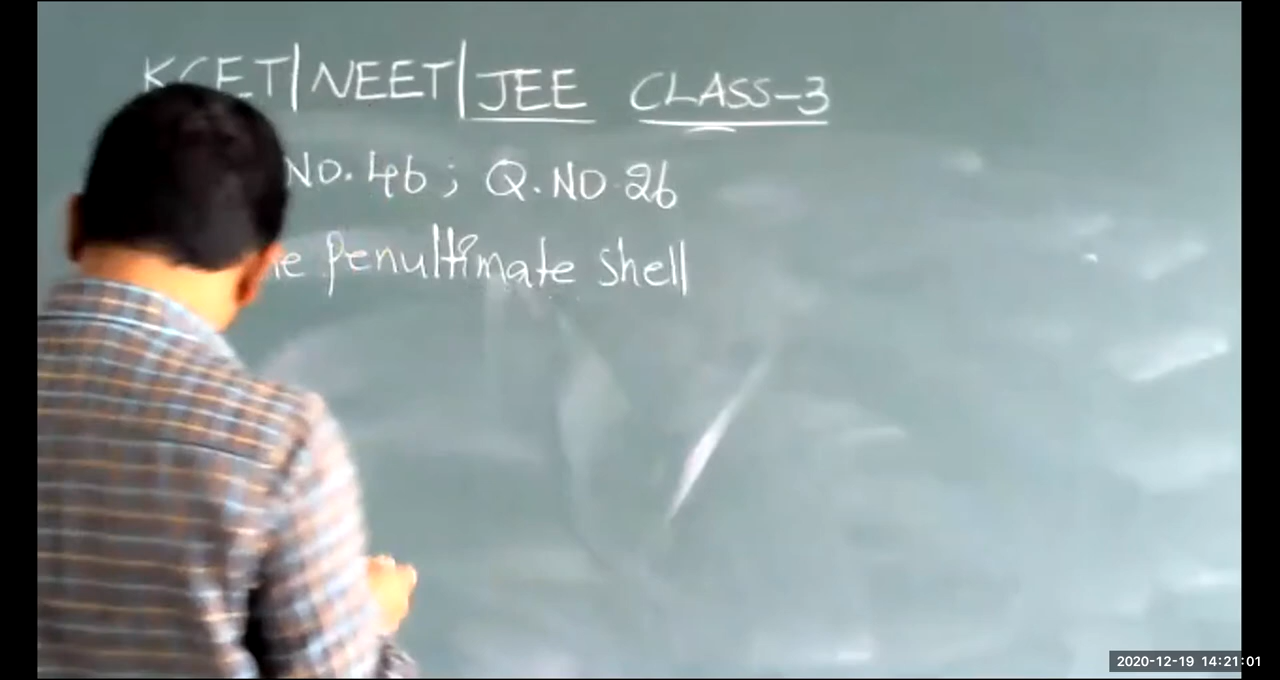 KCET|NEET|JEE CLASS-3
NO. 46; Q.NO 26
Penultimate shell
2020-12-19 14:21:01